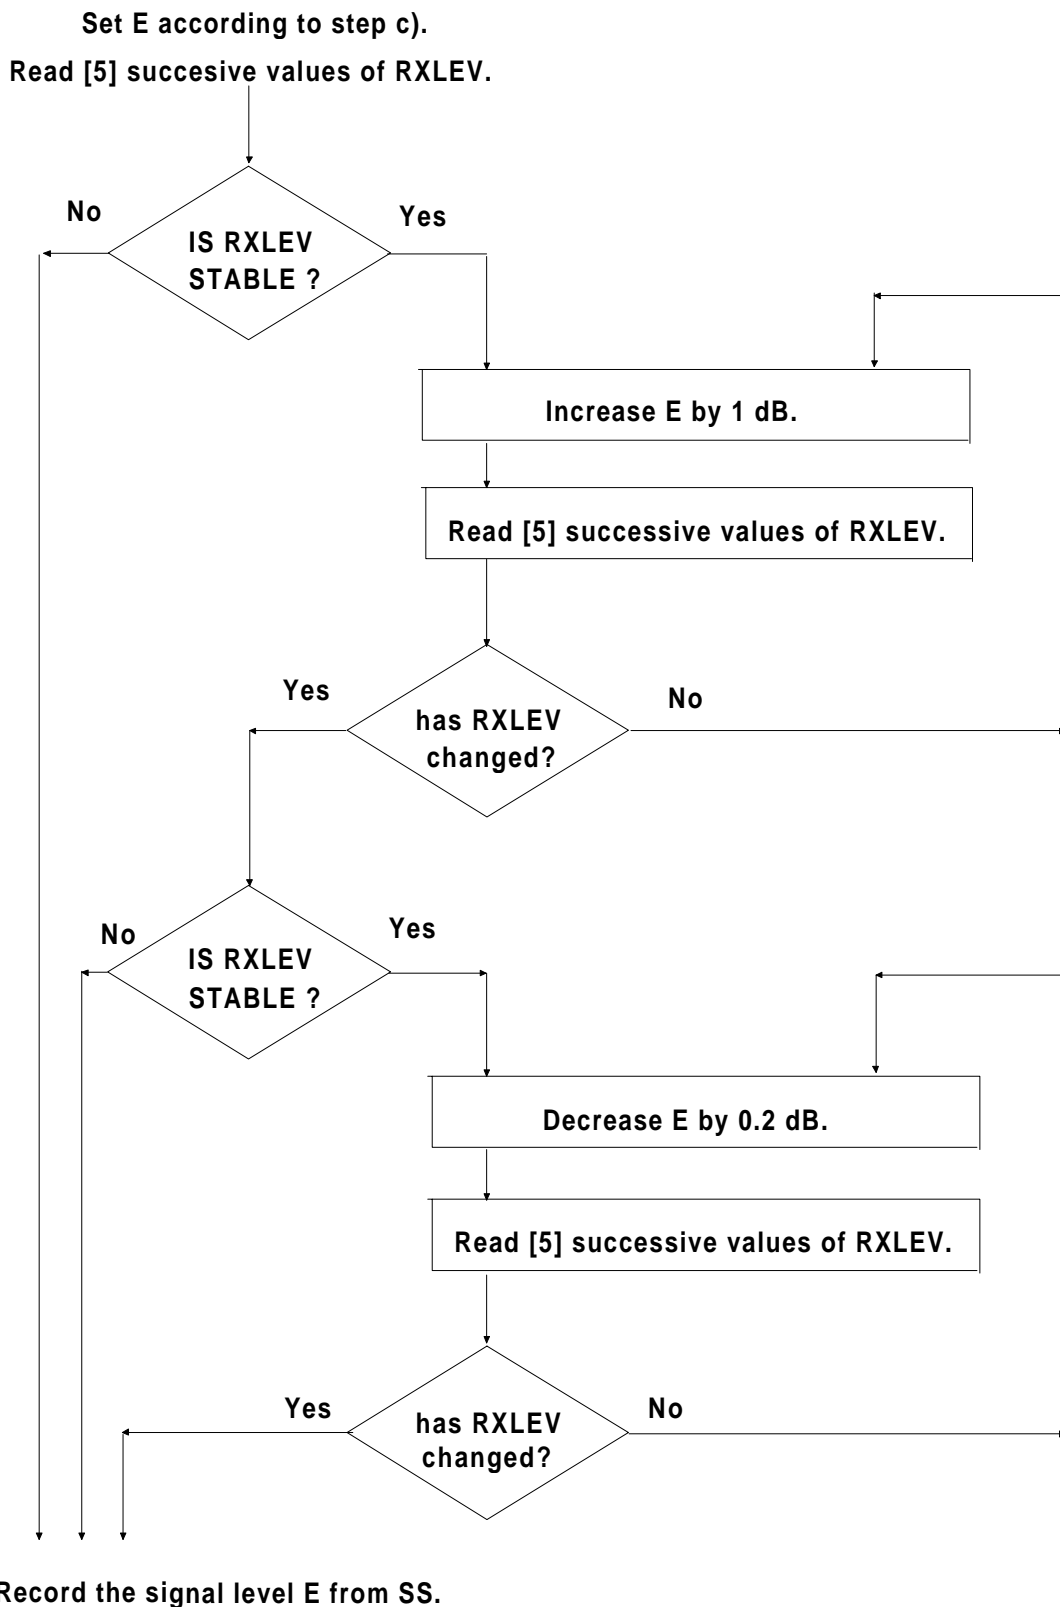 Set E according to step c).
Read [5] succesive values of RXLEV.
No
Yes
IS RXLEV
STABLE ?
Increase E by 1 dB.
Read [5] successive values of RXLEV.
Yes
No
has RXLEV
changed?
No
Yes
IS RXLEV
STABLE ?
Decrease E by 0.2 dB.
Read [5] successive values of RXLEV.
Yes
No
has RXLEV
changed?
Record the signal level E from SS.